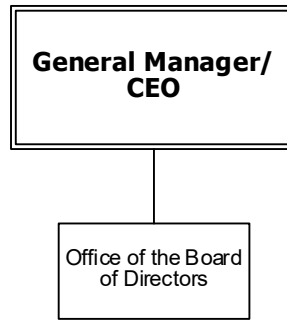 General Manager/
CEO
Office of the Board
of Directors